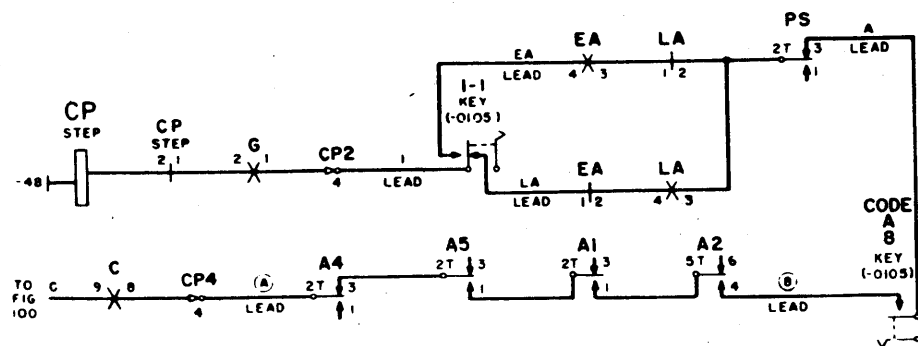 PS
EA LA A
EA 2T 3 LEAD
LEAD 4 3 1 2 1
1-1
KEY
(-0105)
CP
STEP
CP
STEP
G
2 1 2 1 CP2 1
-48 4 LEAD
EA LA
LA
LEAD 1 2 4 3
CODE
A
8
KEY
(-0105)
A5 A1 A2
A4 2T 3 2T 3 5T 6
C CP4 A 2T 3 1 1 4 B
TO
FIG
100
C 9 8 4 LEAD 1 LEAD